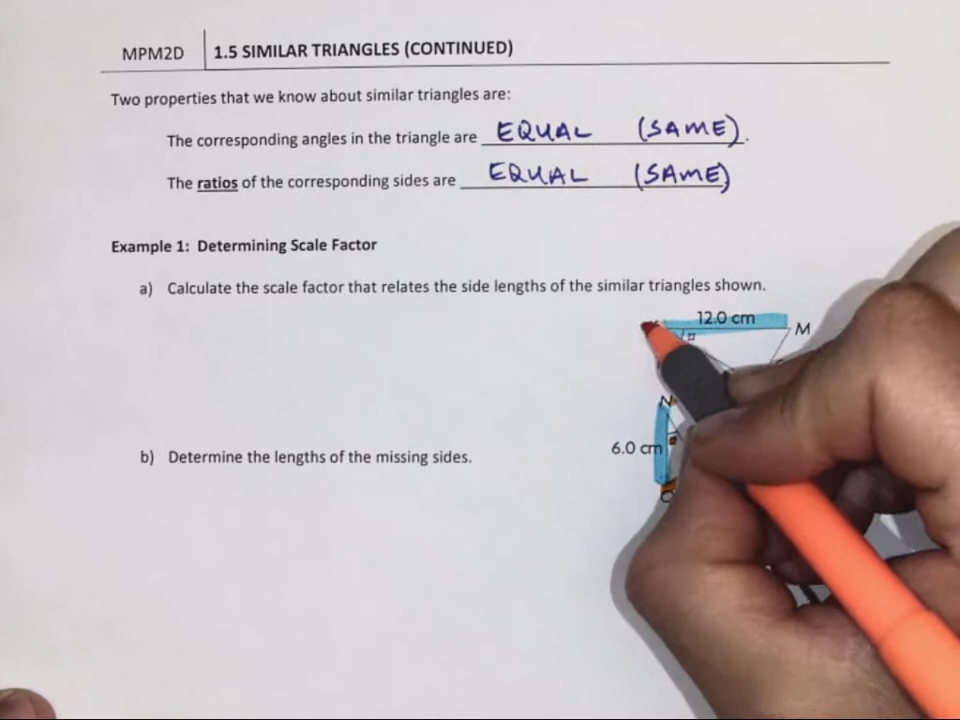 MPM2D 1.5 SIMILAR TRIANGLES (CONTINUED)
Two properties that we know about similar triangles are:
The corresponding angles in the triangle are EQUAL (SAME).
The ratios of the corresponding sides are EQUAL (SAME)
Example 1: Determining Scale Factor
a) Calculate the scale factor that relates the side lengths of the similar triangles shown.
12.0 cm
M
N
b) Determine the lengths of the missing sides.
6.0 cm
O